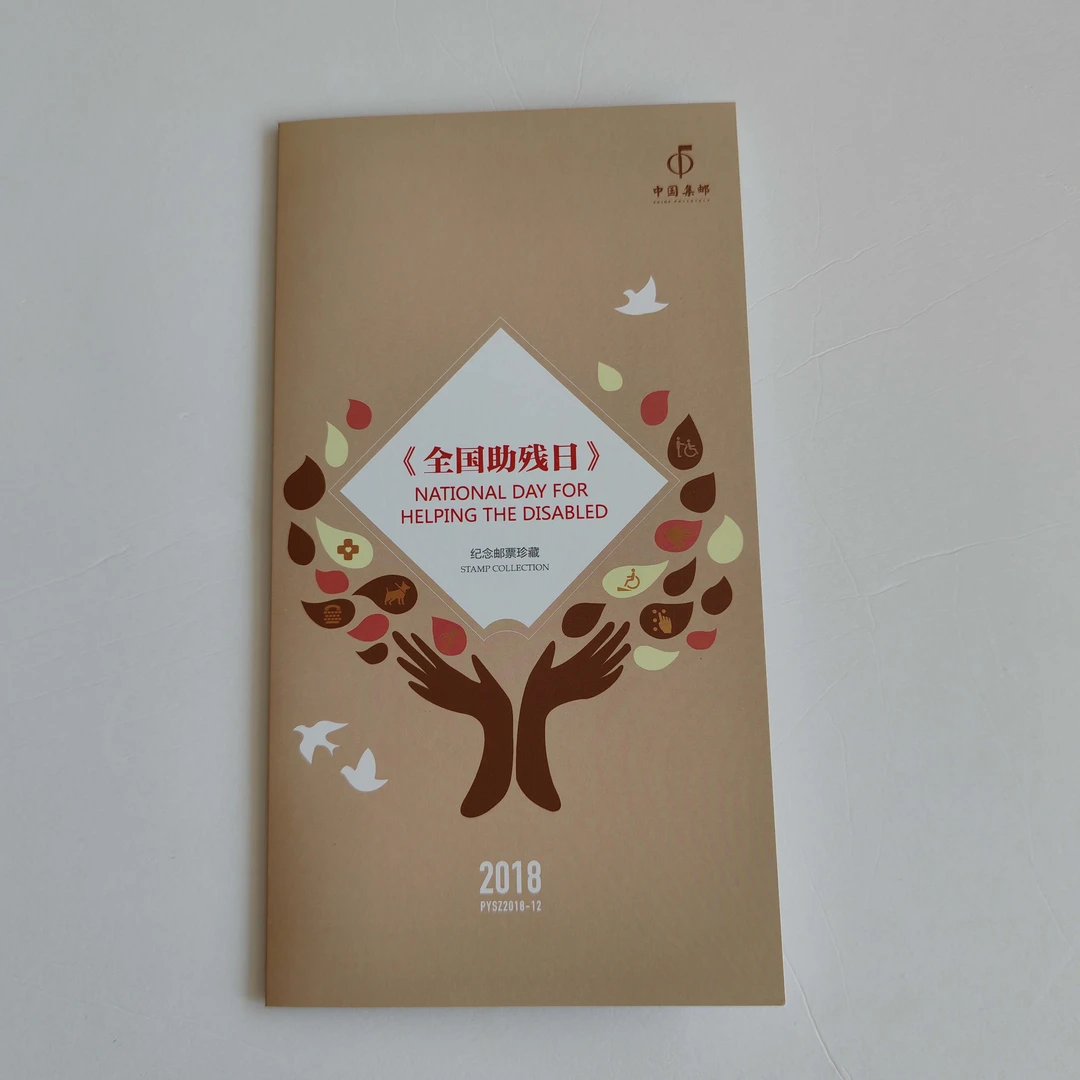 中国集邮
《全国助残日》
NATIONAL DAY FOR
HELPING THE DISABLED
纪念邮票珍藏
STAMP COLLECTION
2018
PYSZ2018-12